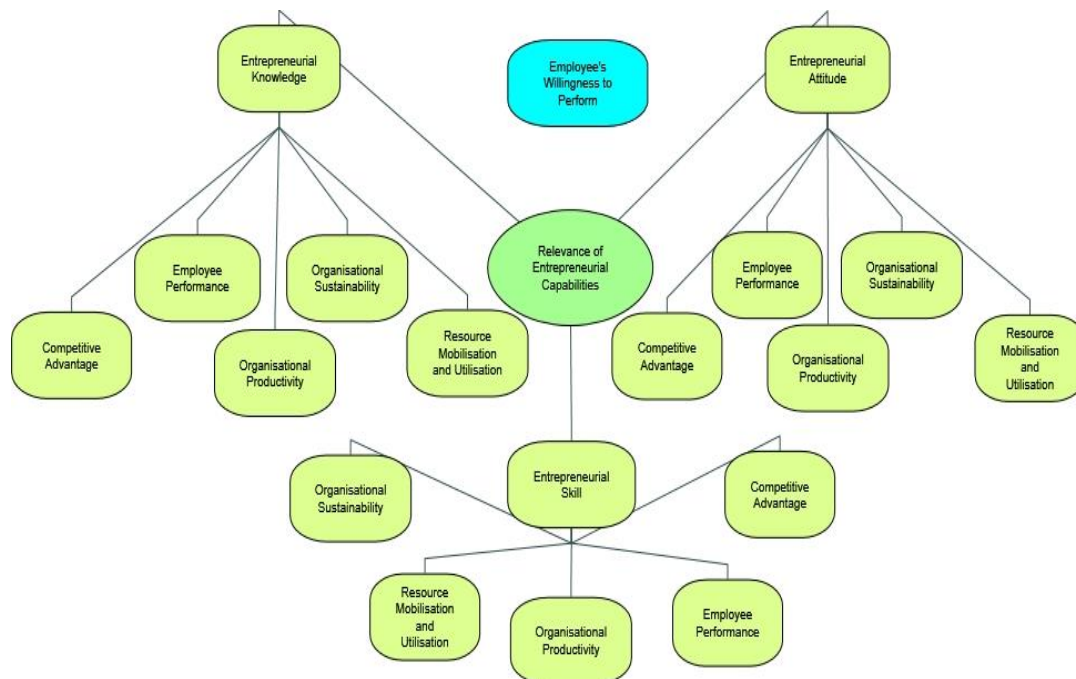 Entrepreneurial
Knowledge
Employee's
Willingness to
Perform
Entrepreneurial
Attitude
Relevance of
Entrepreneurial
Capabilities
Employee
Performance
Organisational
Sustainability
Competitive
Advantage
Organisational
Productivity
Resource
Mobilisation
and Utilisation
Employee
Performance
Organisational
Sustainability
Competitive
Advantage
Organisational
Productivity
Resource
Mobilisation
and
Utilisation
Organisational
Sustainability
Entrepreneurial
Skill
Competitive
Advantage
Resource
Mobilisation
and
Utilisation
Organisational
Productivity
Employee
Performance